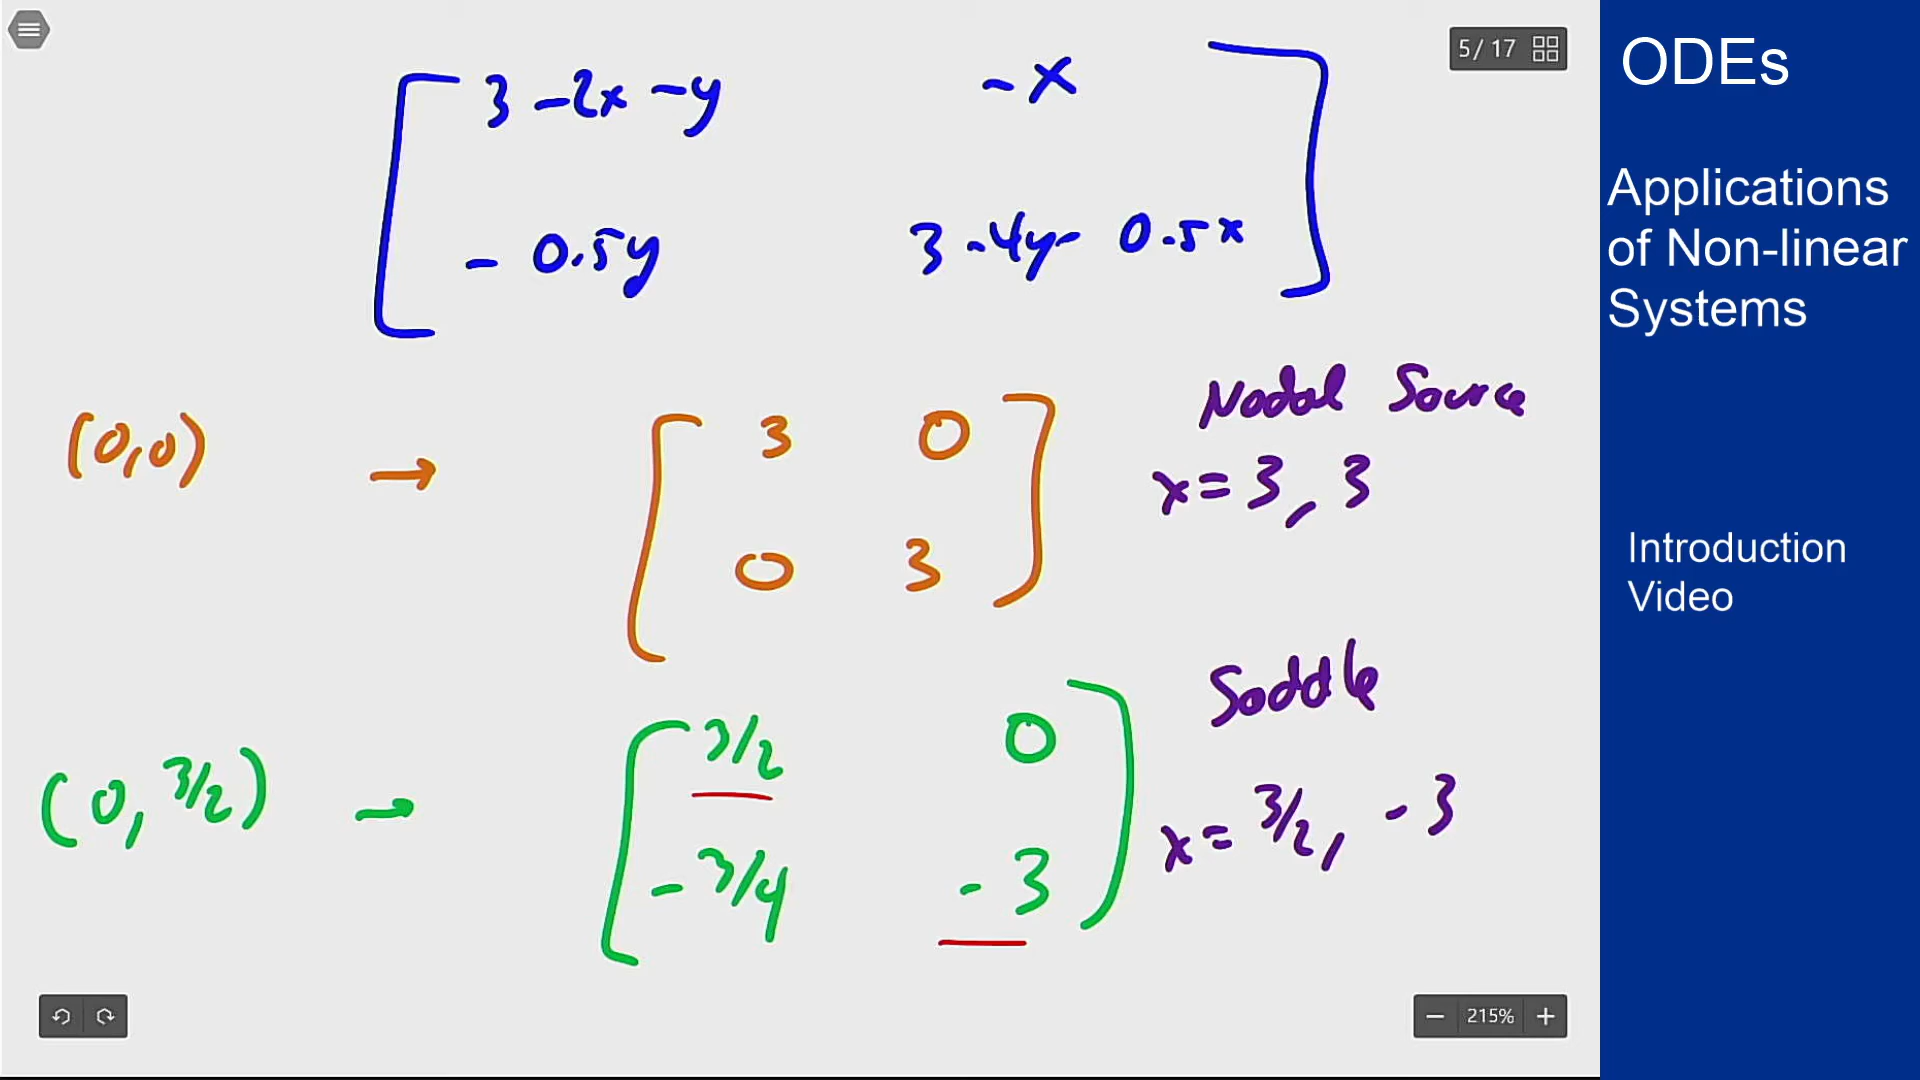 5 / 17
3 - 2x - y    - x
- 0.5y    3 - 4y - 0.5x
(0,0) → 3 0
0 3
Nodal Source
x = 3, 3
(0, 3/2) → 3/2 0
- 3/4 - 3
Saddle
x = 3/2, - 3
215%
ODEs
Applications
of Non-linear
Systems
Introduction
Video